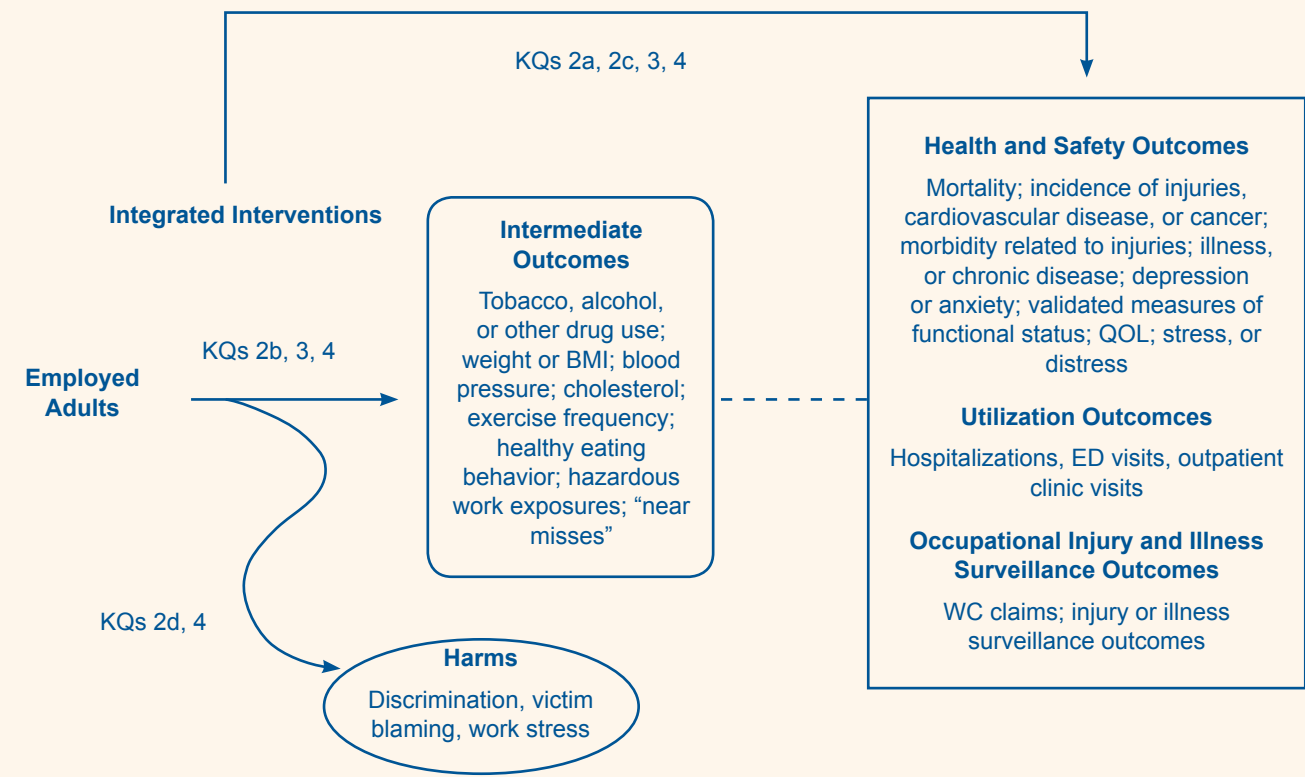 KQs 2a, 2c, 3, 4
Integrated Interventions
Employed
Adults
KQs 2b, 3, 4
KQs 2d, 4
Intermediate
Outcomes
Tobacco, alcohol,
or other drug use;
weight or BMI; blood
pressure; cholesterol;
exercise frequency;
healthy eating
behavior; hazardous
work exposures; “near
misses”
Harms
Discrimination, victim
blaming, work stress
Health and Safety Outcomes
Mortality; incidence of injuries,
cardiovascular disease, or cancer;
morbidity related to injuries; illness,
or chronic disease; depression
or anxiety; validated measures of
functional status; QOL; stress, or
distress
Utilization Outcomces
Hospitalizations, ED visits, outpatient
clinic visits
Occupational Injury and Illness
Surveillance Outcomes
WC claims; injury or illness
surveillance outcomes